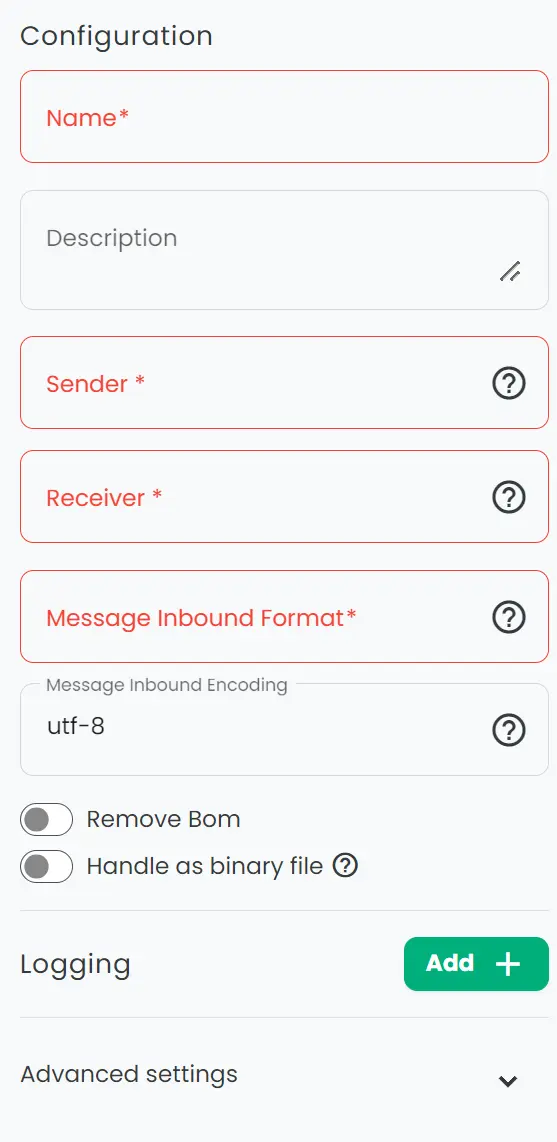 Configuration
Name*
Description
Sender *
Receiver *
Message Inbound Format*
Message Inbound Encoding
utf-8
Remove Bom
Handle as binary file
Logging
Add +
Advanced settings